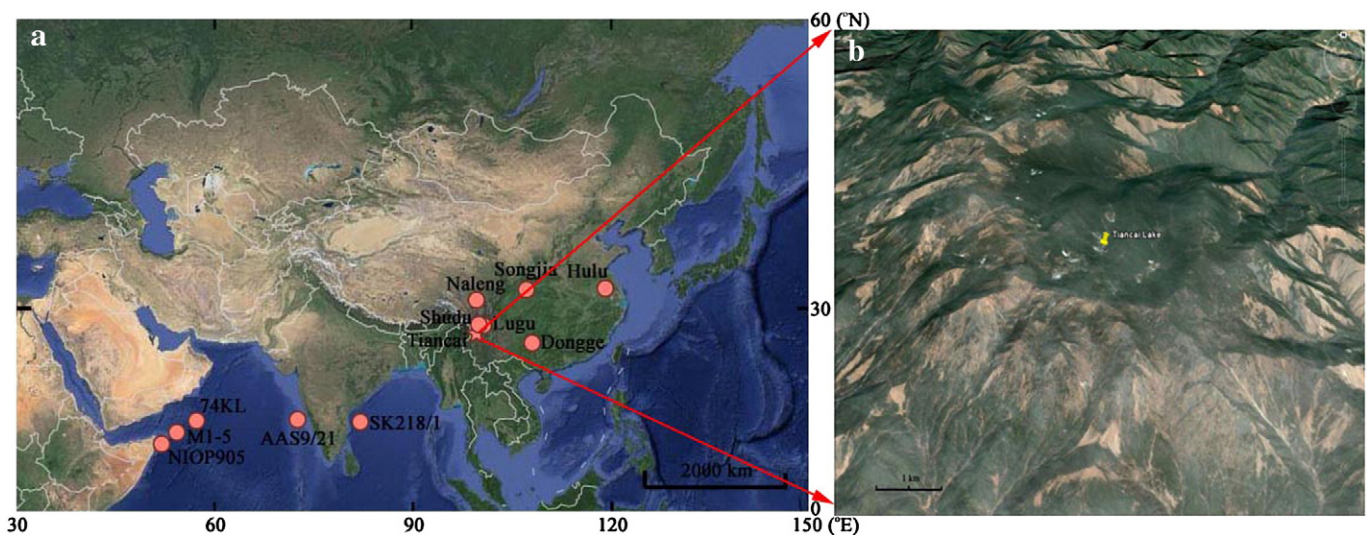 a
60 (°N)
b
Tiancai Lake
Songjia
Hulu
Naleng
30
Shudu
Lugu
Tiancai
Dongge
74KL
M1-5
NIOP905
AAS9/21
SK218/1
2000 km
1 km
0
30
60
90
120
150 (°E)